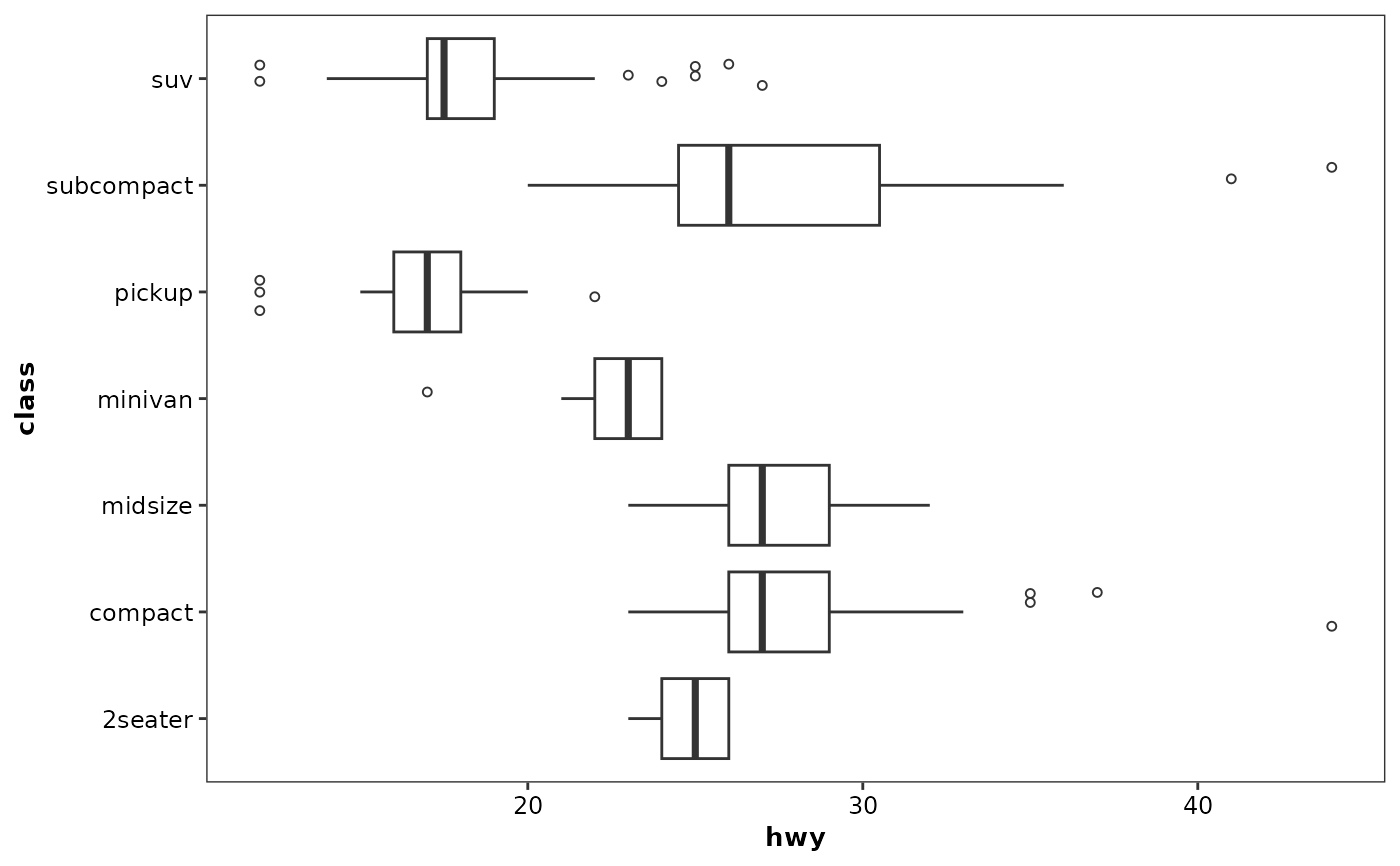 suv
subcompact
pickup
minivan
midsize
compact
2seater
class
20 30 40
hwy